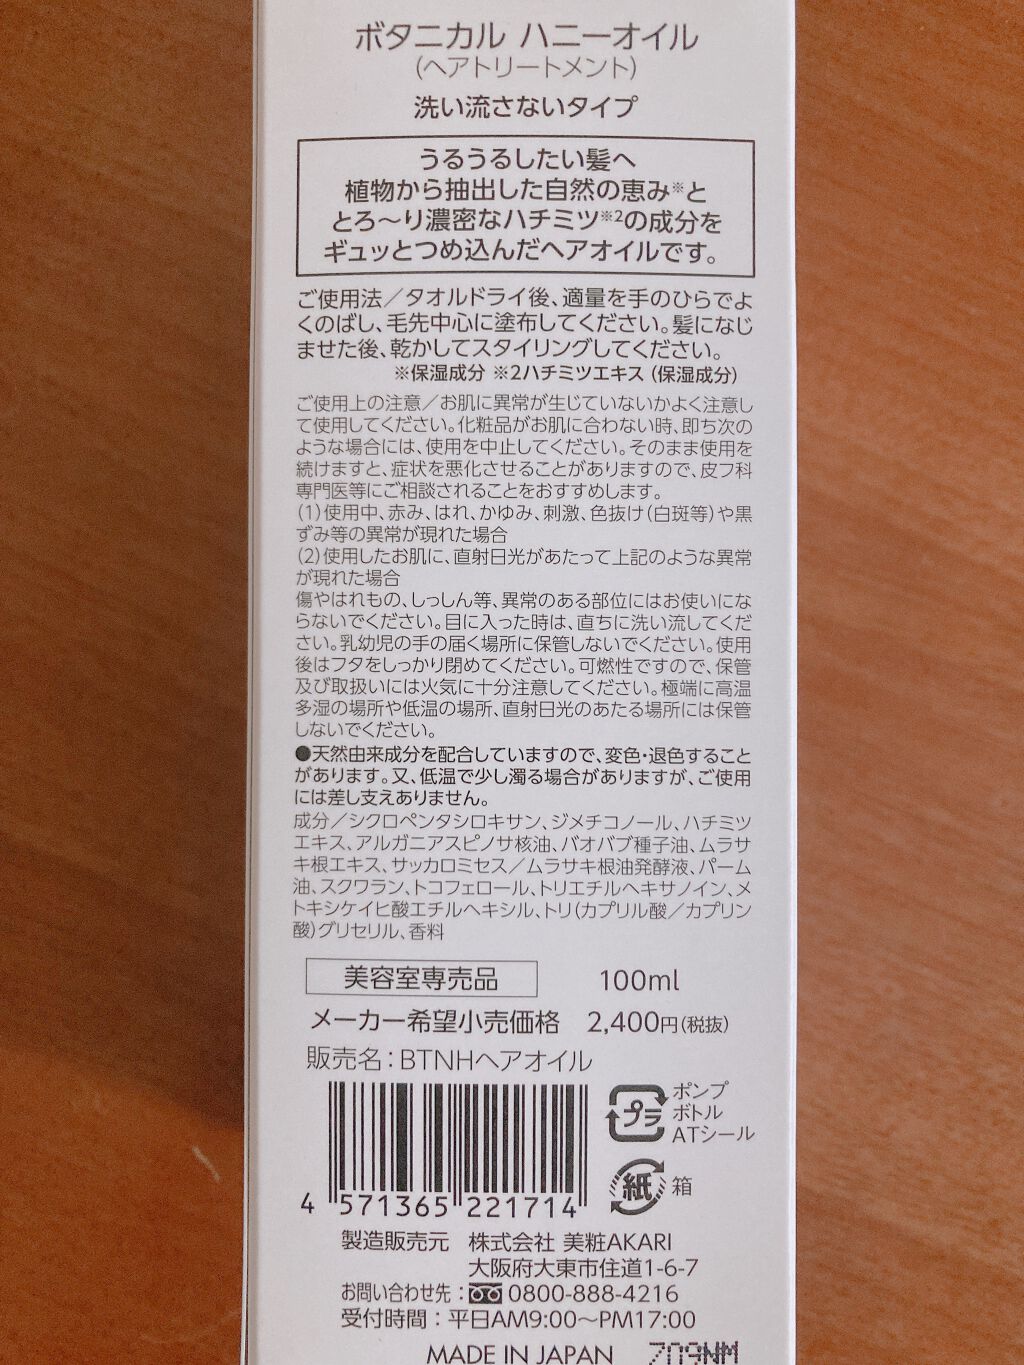 ボタニカル ハニーオイル
(ヘアトリートメント)
洗い流さないタイプ
うるうるしたい髪へ
植物から抽出した自然の恵み※と
とろ〜り濃密なハチミツ※2の成分を
ギュッとつめ込んだヘアオイルです。
ご使用法/タオルドライ後、適量を手のひらでよ
くのばし、毛先中心に塗布してください。髪になじ
ませた後、乾かしてスタイリングしてください。
※保湿成分 ※2ハチミツエキス (保湿成分)
ご使用上の注意/お肌に異常が生じていないかよく注意し
て使用してください。化粧品がお肌に合わない時、即ち次の
ような場合には、使用を中止してください。そのまま使用を
続けますと、症状を悪化させることがありますので、皮フ科
専門医等にご相談されることをおすすめします。
(1)使用中、赤み、はれ、かゆみ、刺激、色抜け(白斑等)や黒
ずみ等の異常が現れた場合
(2)使用したお肌に、直射日光があたって上記のような異常
が現れた場合
傷やはれもの、しっしん等、異常のある部位にはお使いにな
らないでください。目に入った時は、直ちに洗い流してくだ
さい。乳幼児の手の届く場所に保管しないでください。使用
後はフタをしっかり閉めてください。可燃性ですので、保管
及び取扱いには火気に十分注意してください。極端に高温
多湿の場所や低温の場所、直射日光のあたる場所には保管
しないでください。
●天然由来成分を配合していますので、変色・退色すること
があります。又、低温で少し濁る場合がありますが、ご使用
には差し支えありません。
成分/シクロペンタシロキサン、ジメチコノール、ハチミツ
エキス、アルガニアスピノサ核油、バオバブ種子油、ムラサ
キ根エキス、サッカロミセス/ムラサキ根油発酵液、パーム
油、スクワラン、トコフェロール、トリエチルヘキサノイン、メ
トキシケイヒ酸エチルヘキシル、トリ(カプリル酸/カプリン
酸)グリセリル、香料
美容室専売品 100ml
メーカー希望小売価格 2,400円(税抜)
販売名:BTNHヘアオイル
プラ
ポンプ
ボトル
ATシール
紙 箱
4 571365 221714
製造販売元 株式会社 美粧AKARI
大阪府大東市住道1-6-7
お問い合わせ先: 0800-888-4216
受付時間:平日AM9:00〜PM17:00
MADE IN JAPAN 709NM